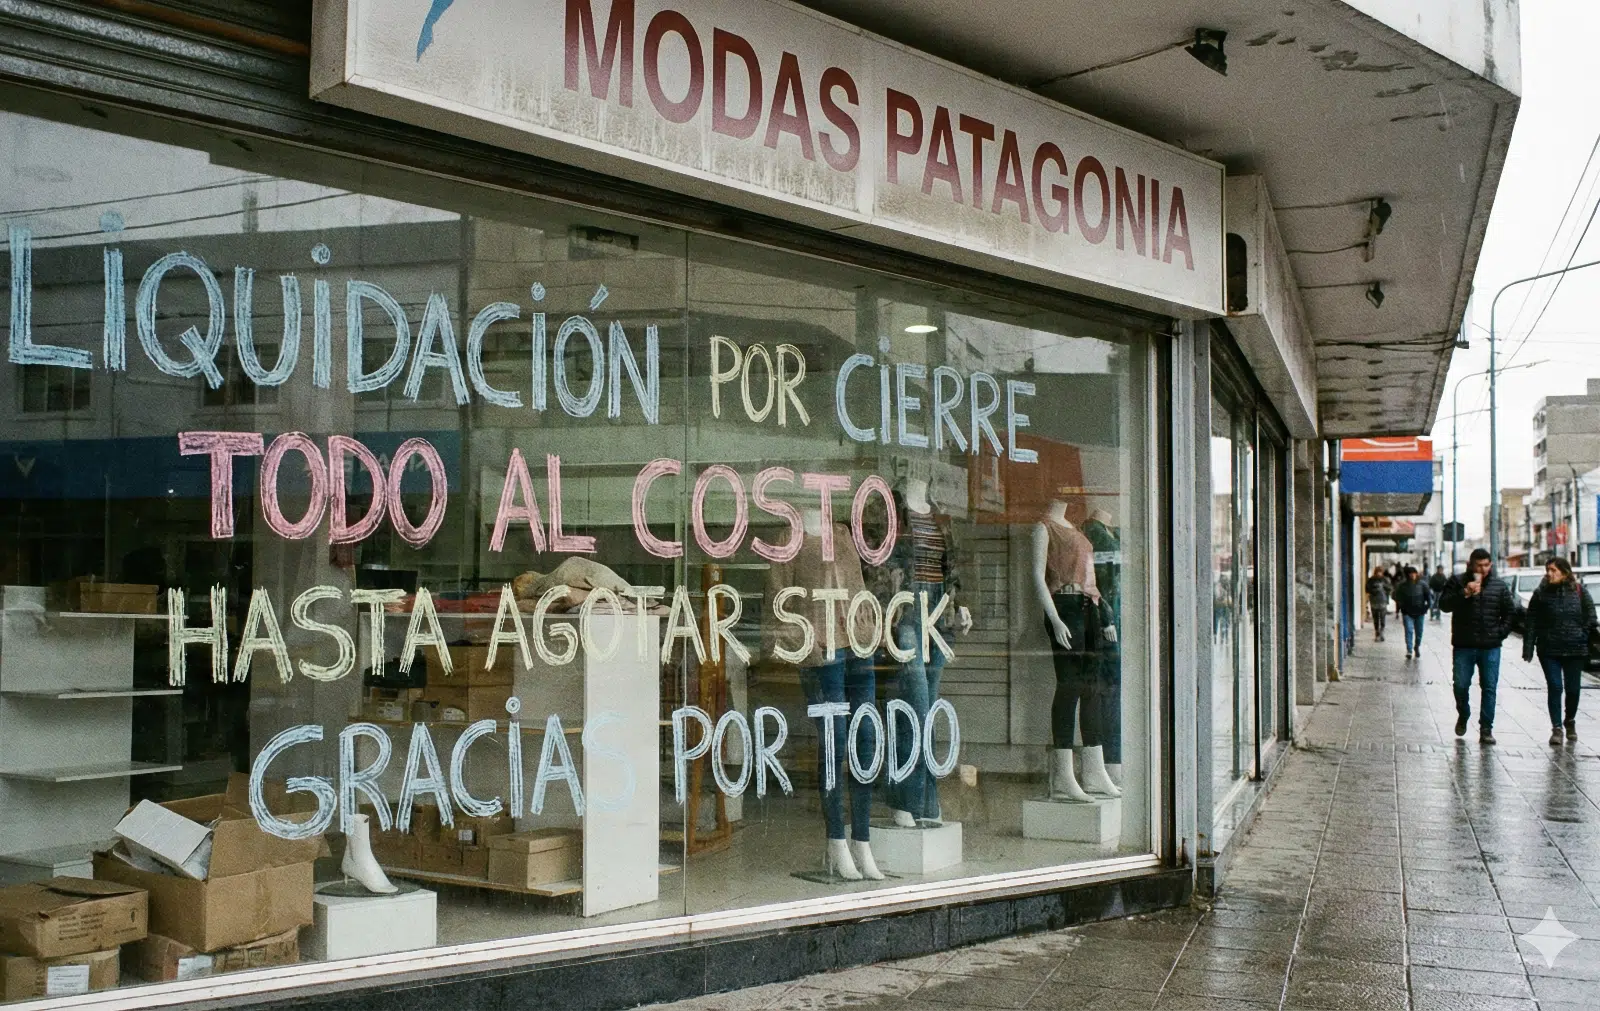 MODAS PATAGONIA
LIQUIDACIÓN POR CIERRE
TODO AL COSTO
HASTA AGOTAR STOCK
GRACIAS POR TODO